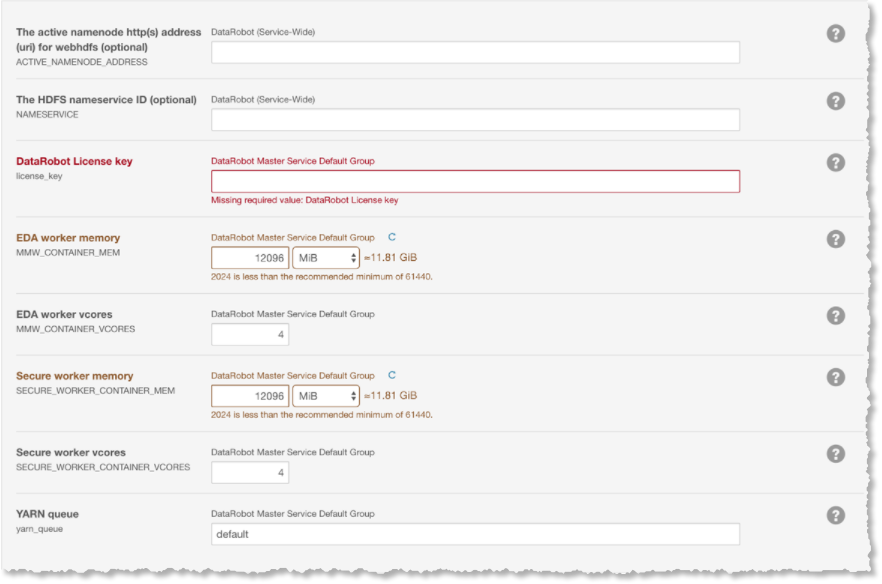 The active namenode http(s) address DataRobot (Service-Wide)
(uri) for webhdfs (optional)
ACTIVE_NAMENODE_ADDRESS
?
The HDFS nameservice ID (optional) DataRobot (Service-Wide)
NAMESERVICE
?
DataRobot License key DataRobot Master Service Default Group
license_key
Missing required value: DataRobot License key
?
EDA worker memory DataRobot Master Service Default Group
MMW_CONTAINER_MEM
12096 MiB =11.81 GiB
2024 is less than the recommended minimum of 61440.
?
EDA worker vcores DataRobot Master Service Default Group
MMW_CONTAINER_VCORES
4
?
Secure worker memory DataRobot Master Service Default Group
SECURE_WORKER_CONTAINER_MEM
12096 MiB =11.81 GiB
2024 is less than the recommended minimum of 61440.
?
Secure worker vcores DataRobot Master Service Default Group
SECURE_WORKER_CONTAINER_VCORES
4
?
YARN queue DataRobot Master Service Default Group
yarn_queue
default
?